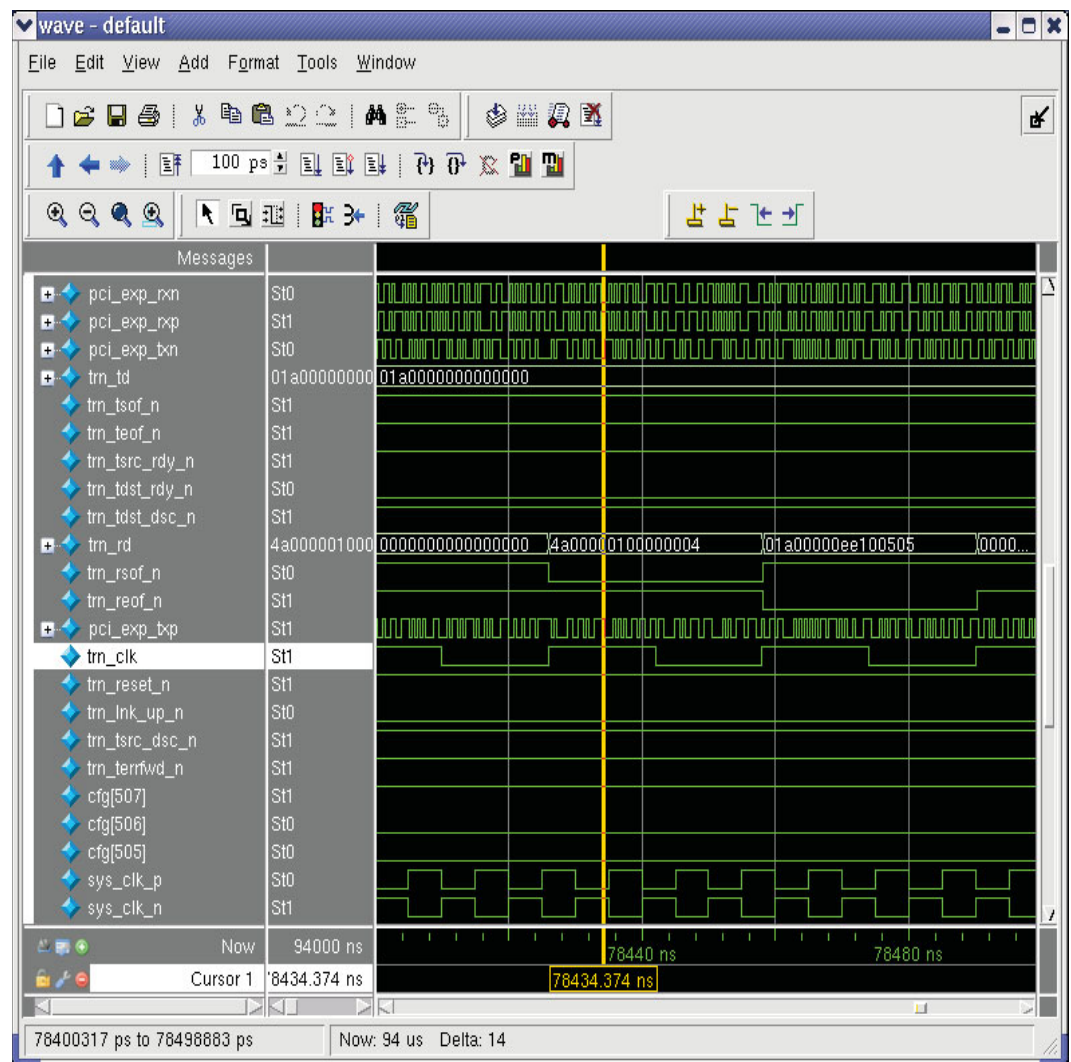 wave - default
File Edit View Add Format Tools Window
100 ps
Messages
pci_exp_rxn St0
pci_exp_rxp St1
pci_exp_txn St0
trn_td 01a00000000 01a0000000000000
trn_tsof_n St1
trn_teof_n St1
trn_tsrc_rdy_n St1
trn_tdst_rdy_n St0
trn_tdst_dsc_n St1
trn_rd 4a000001000 0000000000000000 4a00000100000004 01a00000ee100505 0000...
trn_rsof_n St0
trn_reof_n St1
pci_exp_txp St1
trn_clk St1
trn_reset_n St1
trn_lnk_up_n St0
trn_tsrc_dsc_n St1
trn_terrfwd_n St1
cfg[507] St1
cfg[506] St0
cfg[505] St0
sys_clk_p St0
sys_clk_n St1
Now 94000 ns 78440 ns 78480 ns
Cursor 1 '8434.374 ns 78434.374 ns
78400317 ps to 78498883 ps Now: 94 us Delta: 14